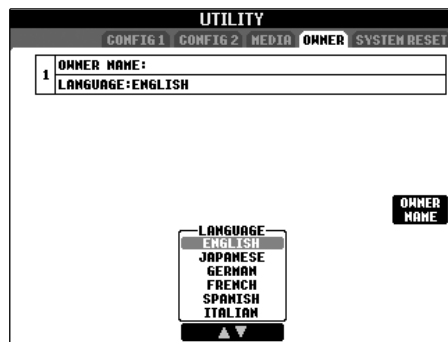 UTILITY
CONFIG 1 CONFIG 2 MEDIA OWNER SYSTEM RESET
1
OWNER NAME:
LANGUAGE:ENGLISH
OWNER
NAME
LANGUAGE
ENGLISH
JAPANESE
GERMAN
FRENCH
SPANISH
ITALIAN